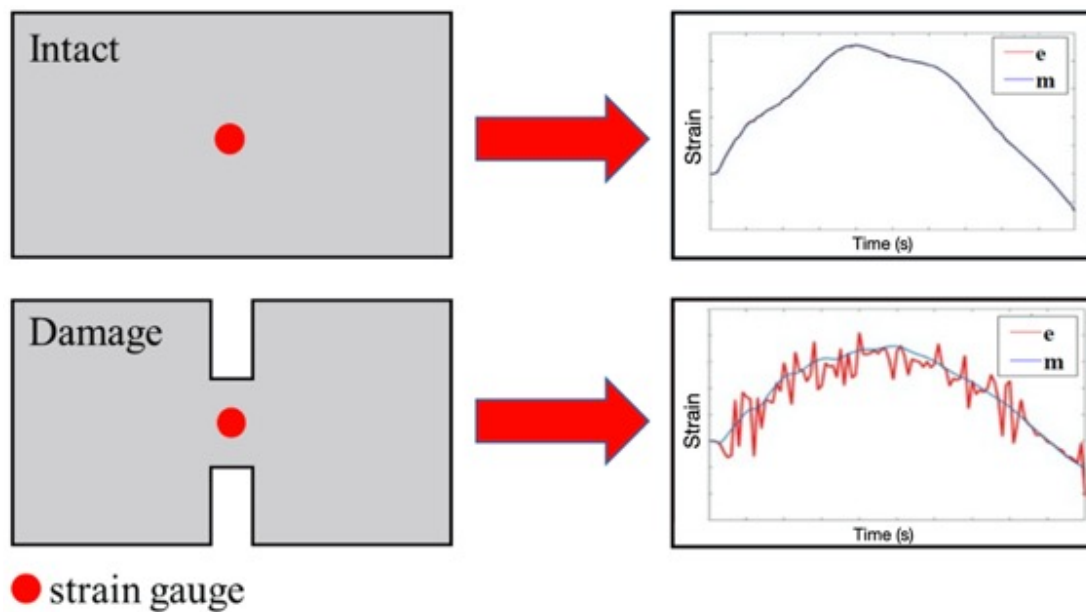 Intact
e
m
Strain
Time (s)
Damage
e
m
Strain
Time (s)
strain gauge